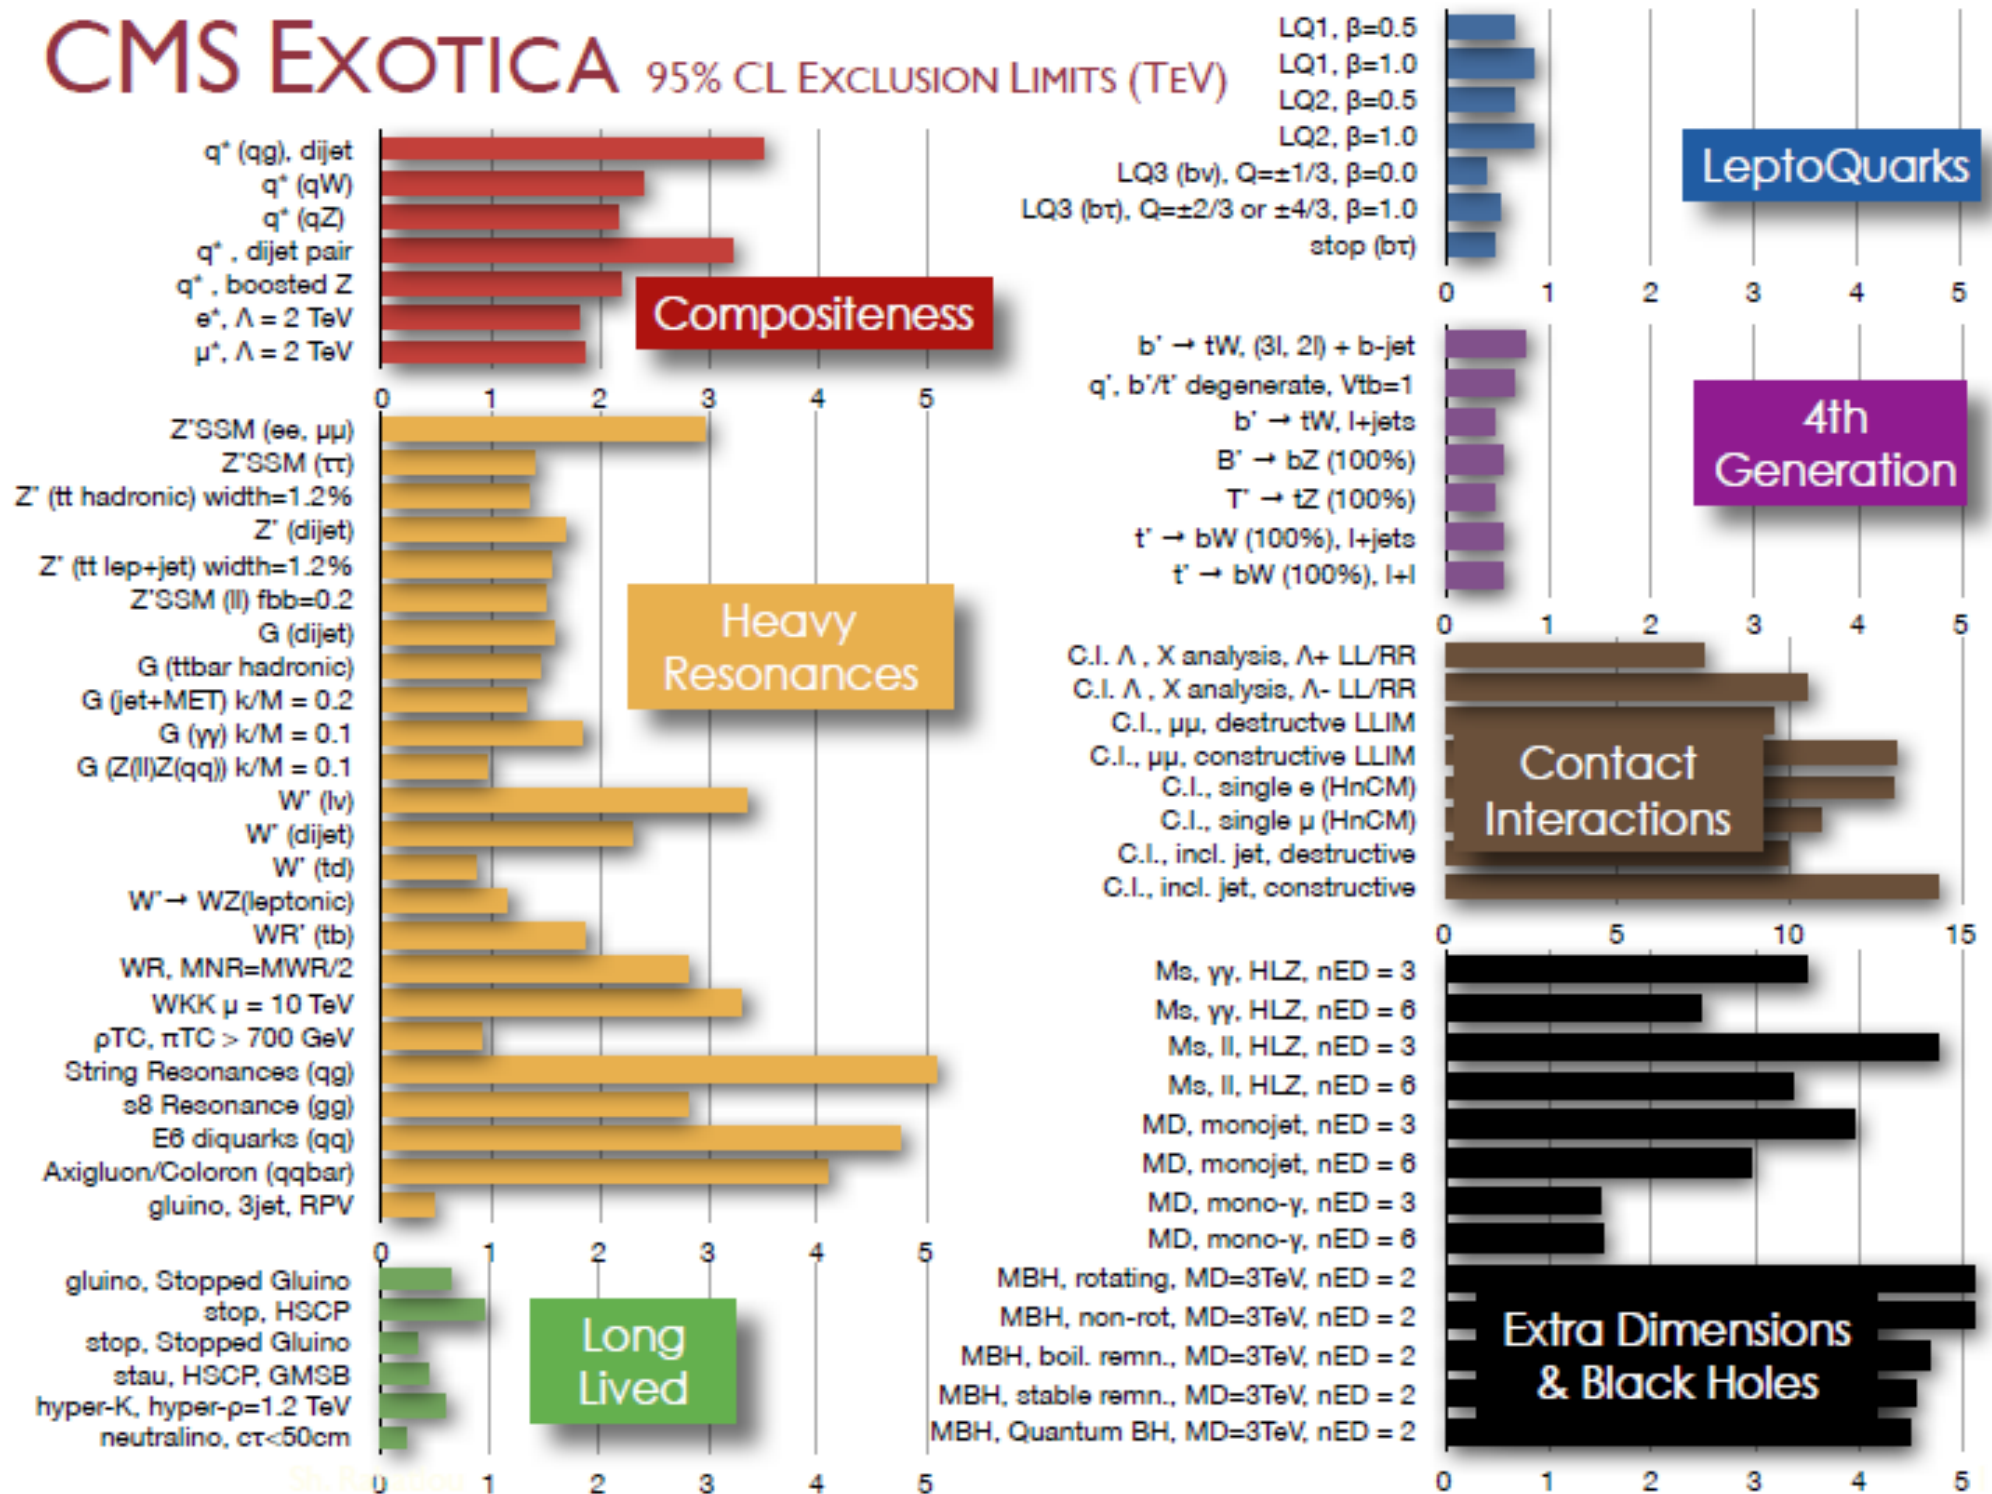 CMS EXOTICA 95% CL EXCLUSION LIMITS (TEV)
q* (qg), dijet
q* (qW)
q* (qZ)
q* , dijet pair
q* , boosted Z
e*, Λ = 2 TeV
μ*, Λ = 2 TeV
Compositeness
0 1 2 3 4 5
Z'SSM (ee, μμ)
Z'SSM (ττ)
Z' (tt hadronic) width=1.2%
Z' (dijet)
Z' (tt lep+jet) width=1.2%
Z'SSM (ll) fbb=0.2
G (dijet)
G (ttbar hadronic)
G (jet+MET) k/M = 0.2
G (γγ) k/M = 0.1
G (Z(ll)Z(qq)) k/M = 0.1
W' (lν)
W' (dijet)
W' (td)
W'→ WZ(leptonic)
WR' (tb)
WR, MNR=MWR/2
WKK μ = 10 TeV
ρTC, πTC > 700 GeV
String Resonances (qg)
s8 Resonance (gg)
E6 diquarks (qq)
Axigluon/Coloron (qqbar)
gluino, 3jet, RPV
Heavy
Resonances
0 1 2 3 4 5
gluino, Stopped Gluino
stop, HSCP
stop, Stopped Gluino
stau, HSCP, GMSB
hyper-K, hyper-ρ=1.2 TeV
neutralino, cτ<50cm
Long
Lived
0 1 2 3 4 5
LQ1, β=0.5
LQ1, β=1.0
LQ2, β=0.5
LQ2, β=1.0
LQ3 (bν), Q=±1/3, β=0.0
LQ3 (bτ), Q=±2/3 or ±4/3, β=1.0
stop (bτ)
LeptoQuarks
0 1 2 3 4 5
b' → tW, (3l, 2l) + b-jet
q', b'/t' degenerate, Vtb=1
b' → tW, l+jets
B' → bZ (100%)
T' → tZ (100%)
t' → bW (100%), l+jets
t' → bW (100%), l+l
4th
Generation
0 1 2 3 4 5
C.I. Λ , X analysis, Λ+ LL/RR
C.I. Λ , X analysis, Λ- LL/RR
C.I., μμ, destructve LLIM
C.I., μμ, constructive LLIM
C.I., single e (HnCM)
C.I., single μ (HnCM)
C.I., incl. jet, destructive
C.I., incl. jet, constructive
Contact
Interactions
0 5 10 15
Ms, γγ, HLZ, nED = 3
Ms, γγ, HLZ, nED = 6
Ms, ll, HLZ, nED = 3
Ms, ll, HLZ, nED = 6
MD, monojet, nED = 3
MD, monojet, nED = 6
MD, mono-γ, nED = 3
MD, mono-γ, nED = 6
MBH, rotating, MD=3TeV, nED = 2
MBH, non-rot, MD=3TeV, nED = 2
MBH, boil. remn., MD=3TeV, nED = 2
MBH, stable remn., MD=3TeV, nED = 2
MBH, Quantum BH, MD=3TeV, nED = 2
Extra Dimensions
& Black Holes
0 1 2 3 4 5